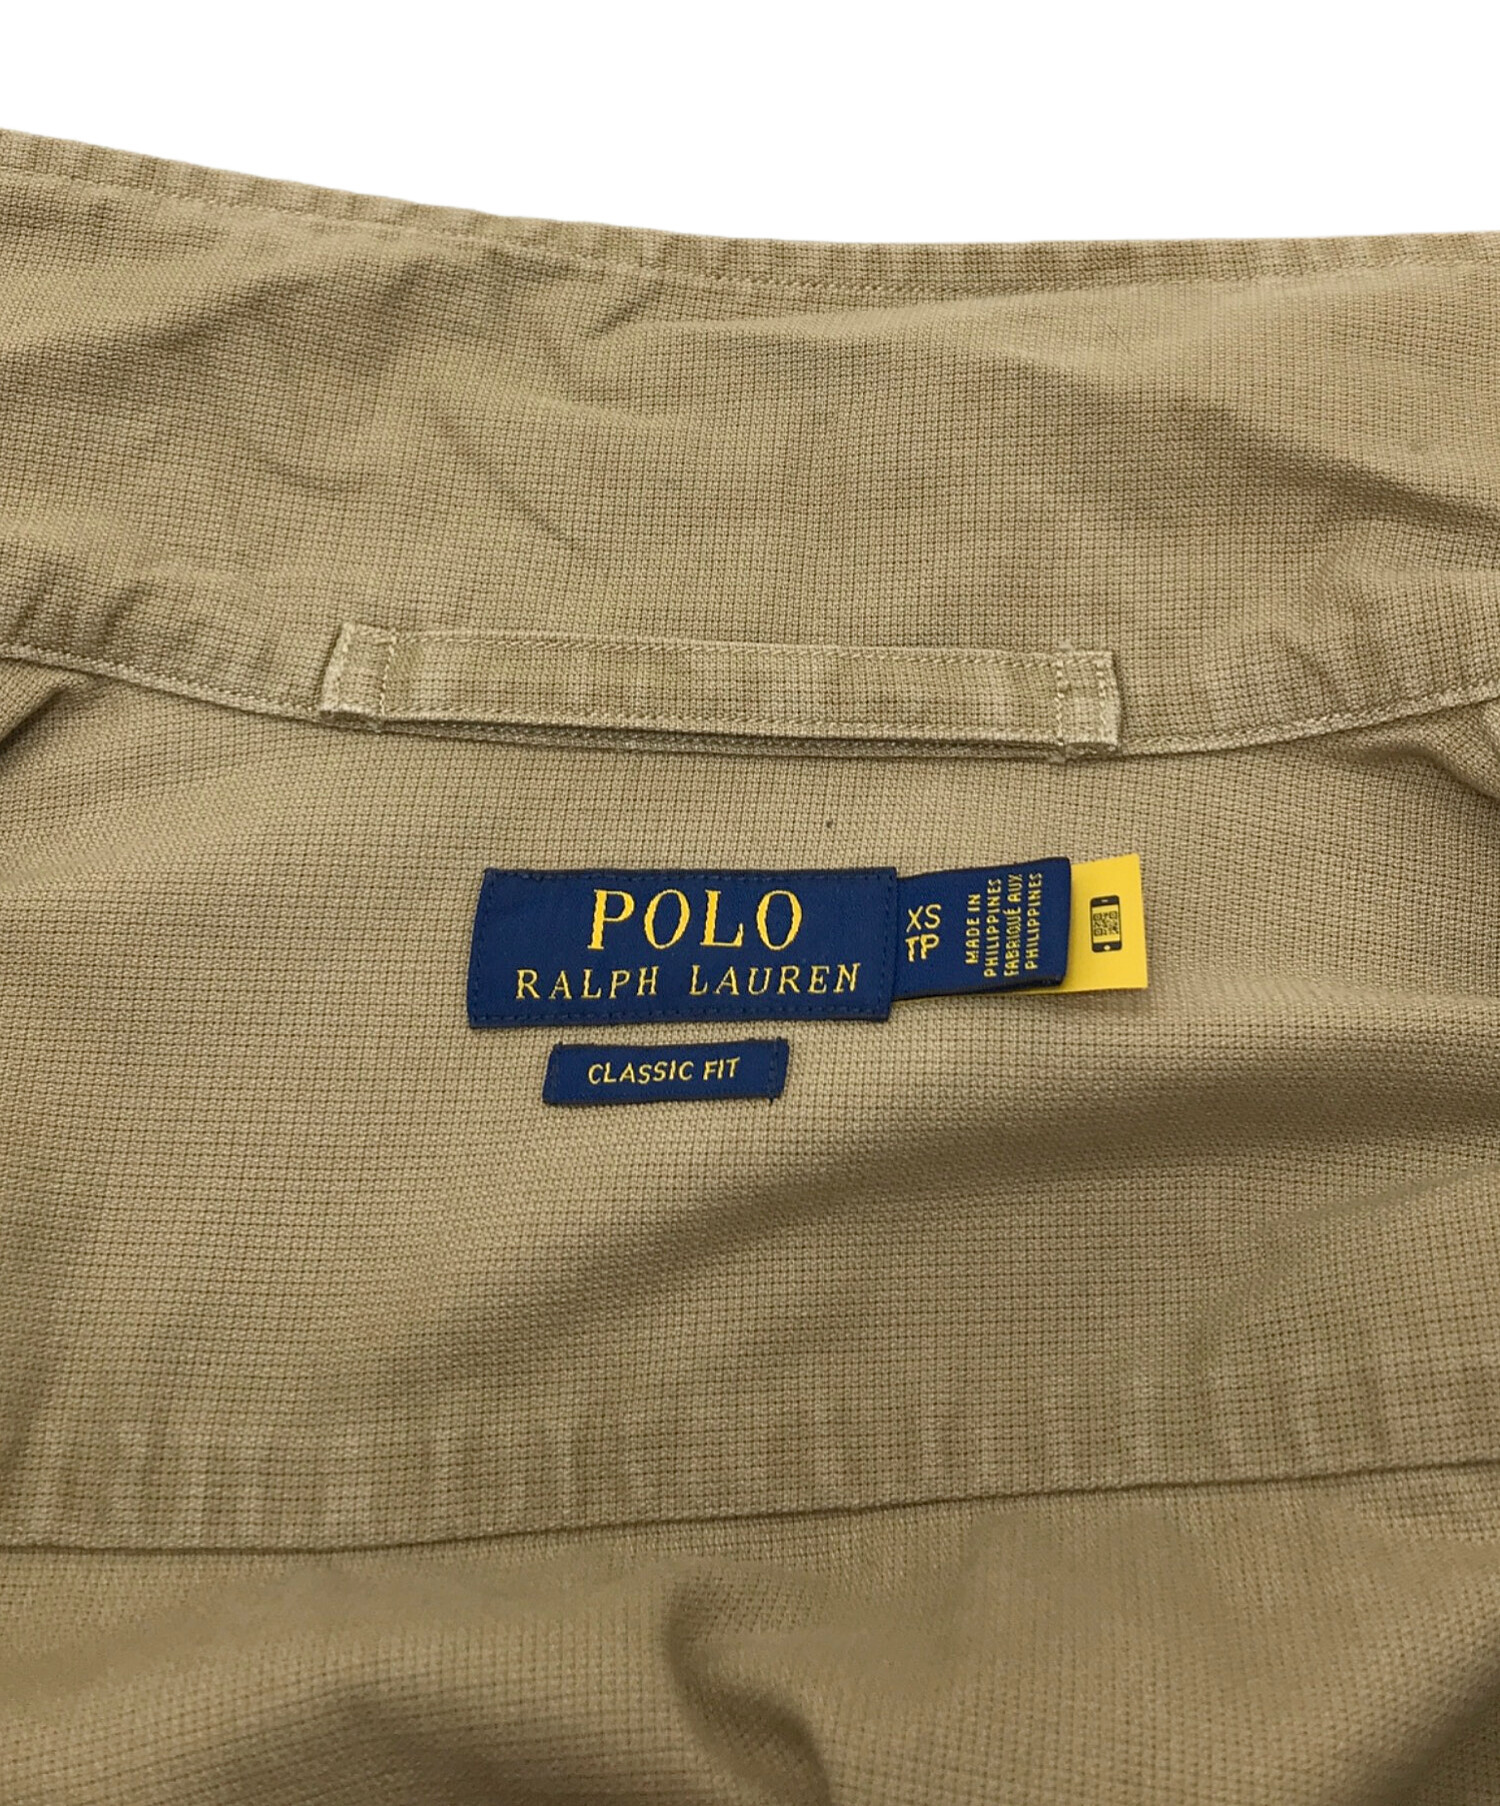 POLO
RALPH LAUREN
XS
TP
MADE IN
PHILIPPINES
FABRIQUÉ AUX
PHILIPPINES
CLASSIC FIT